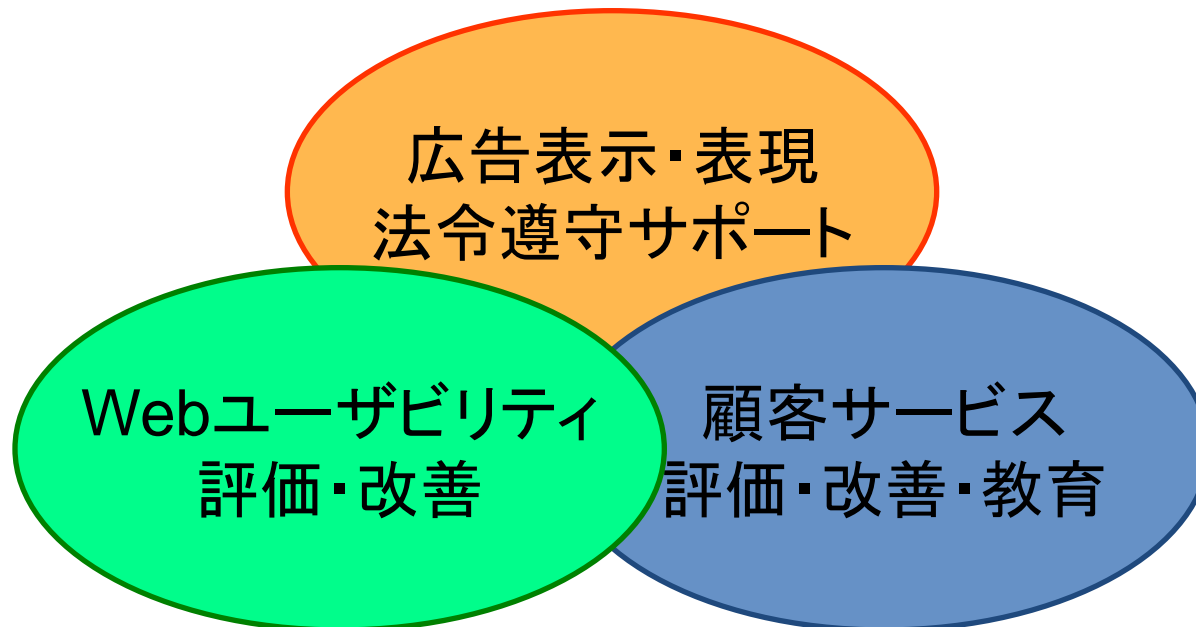 広告表示・表現
法令遵守サポート
Webユーザビリティ
評価・改善
顧客サービス
評価・改善・教育